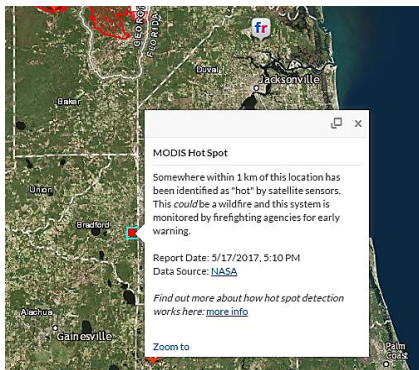 GEORGIA
FLORIDA
fr
Duval
Jacksonville
Baker
MODIS Hot Spot
Somewhere within 1 km of this location has
been identified as "hot" by satellite sensors.
This could be a wildfire and this system is
monitored by firefighting agencies for early
warning.
Report Date: 5/17/2017, 5:10 PM
Data Source: NASA
Find out more about how hot spot detection
works here: more info
Zoom to
Union
Bradford
Alachua
Gainesville
Palm
Coast